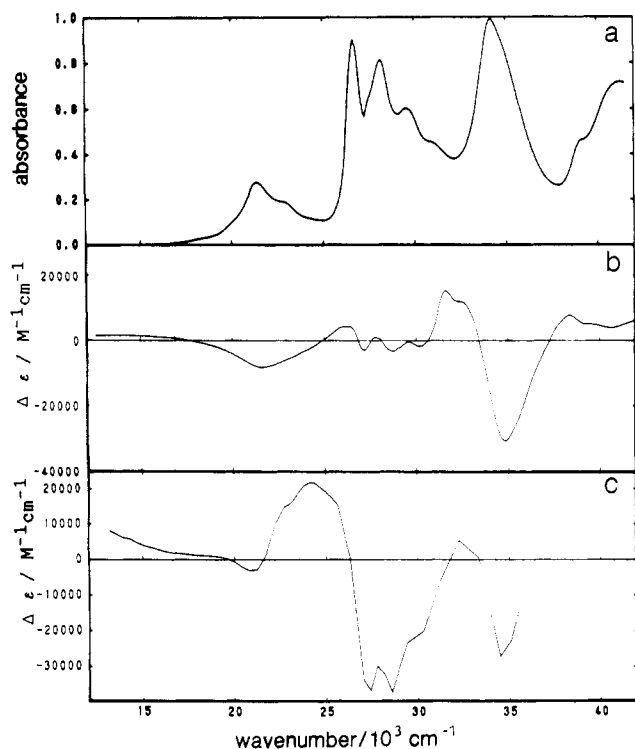 a
1.0
0.8
0.6
0.4
0.2
0.0
absorbance
b
20000
0
-20000
-40000
Δ ε / M⁻¹cm⁻¹
c
20000
10000
0
-10000
-20000
-30000
Δ ε / M⁻¹cm⁻¹
15 20 25 30 35 40
wavenumber/10³ cm⁻¹